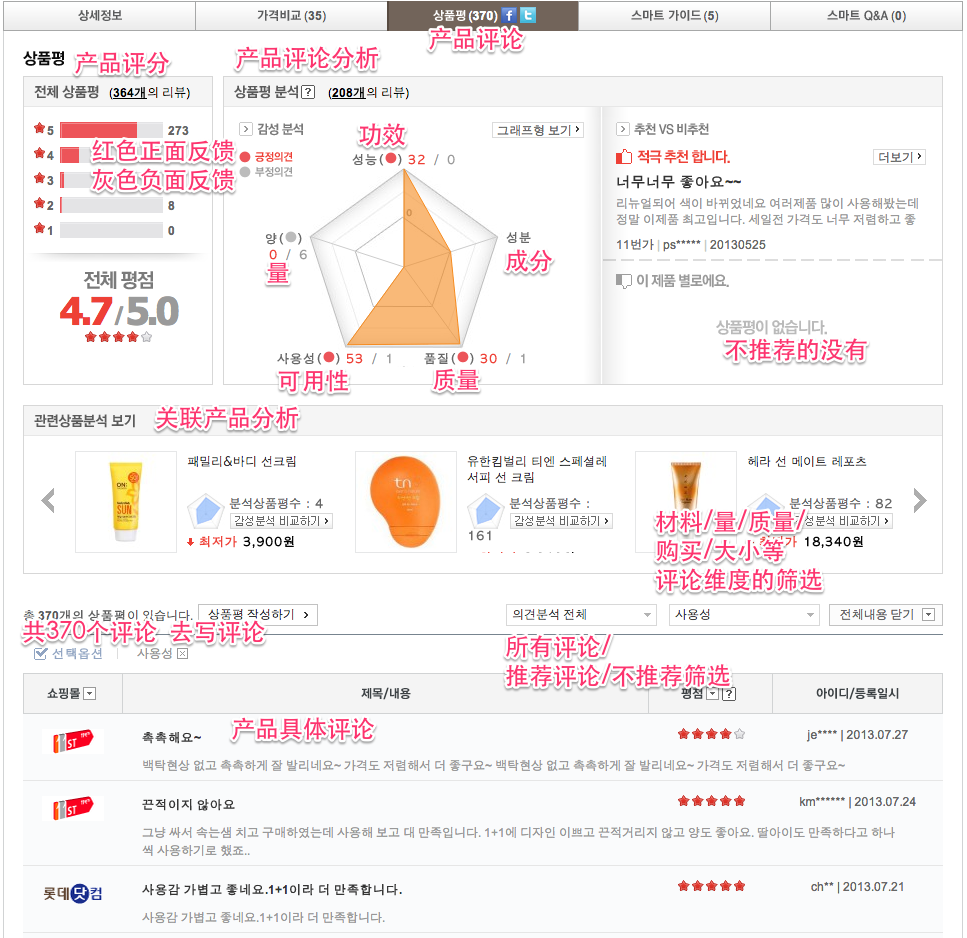 상세정보 가격비교 (35) 상품평 (370) 스마트 가이드 (5) 스마트 Q&A (0)
产品评论
상품평 产品评分 产品评论分析
전체 상품평 (364개의 리뷰) 상품평 분석 ? (208개의 리뷰)
5 273
4
红色正面反馈
3
灰色负面反馈
2 8
1 0
전체 평점
4.7/5.0
감성 분석 그래프형 보기
긍정의견
부정의견
功效
성능 ( ) 32 / 0
0
양 ( )
0 / 6
量
성분
成分
사용성 ( ) 53 / 1 품질 ( ) 30 / 1
可用性 质量
추천 VS 비추천
적극 추천 합니다. 더보기
너무너무 좋아요~~
리뉴얼되어 색이 바뀌었네요 여러제품 많이 사용해봤는데
정말 이제품 최고입니다. 세일전 가격도 너무 저렴하고 좋
11번가 | ps***** | 20130525
이 제품 별로에요.
상품평이 없습니다.
不推荐的没有
관련상품분석 보기 关联产品分析
패밀리&바디 선크림
분석상품평수 : 4
감성분석 비교하기
최저가 3,900원
유한킴벌리 티엔 스페셜레
서피 선 크림
분석상품평수 :
감성분석 비교하기
161
헤라 선 메이트 레포츠
분석상품평수 : 82
성분석 비교하기
18,340원
材料/量/质量/
购买/大小等
评论维度的筛选
총 370개의 상품평이 있습니다. 상품평 작성하기 의견분석 전체 사용성 전체내용 닫기
共370个评论 去写评论
선택옵션 사용성
所有评论/
推荐评论/不推荐筛选
쇼핑몰 제목/내용 평점 ? 아이디/등록일시
产品具体评论
11ST 촉촉해요~ je**** | 2013.07.27
백탁현상 없고 촉촉하게 잘 발리네요~ 가격도 저렴해서 더 좋구요~ 백탁현상 없고 촉촉하게 잘 발리네요~ 가격도 저렴해서 더 좋구요~
11ST 끈적이지 않아요 km****** | 2013.07.24
그냥 싸서 속는셈 치고 구매하였는데 사용해 보고 대 만족입니다. 1+1에 디자인 이쁘고 끈적거리지 않고 양도 좋아요. 딸아이도 만족하다고 하나
씩 사용하기로 했죠..
롯데닷컴 사용감 가볍고 좋네요.1+1이라 더 만족합니다. ch** | 2013.07.21
사용감 가볍고 좋네요.1+1이라 더 만족합니다.